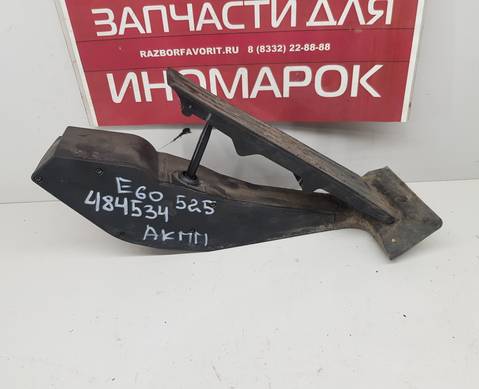 ЗАПЧАСТИ ДЛЯ
RAZBORFAVORIT.RU 8 (8332) 22-88-88
ИНОМАРОК
E60 525
484534
АКПП